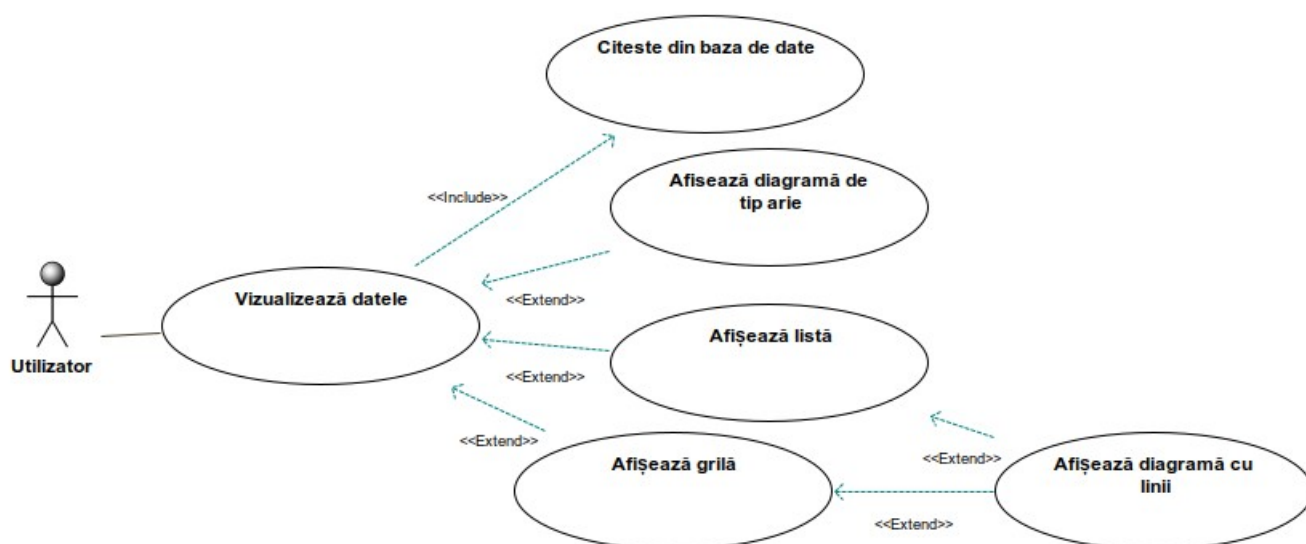 Citeste din baza de date
Afisează diagramă de
tip arie
<<Include>>
Vizualizează datele
<<Extend>>
Utilizator
Afișează listă
<<Extend>>
<<Extend>>
Afișează grilă
<<Extend>>
Afișează diagramă cu
linii
<<Extend>>